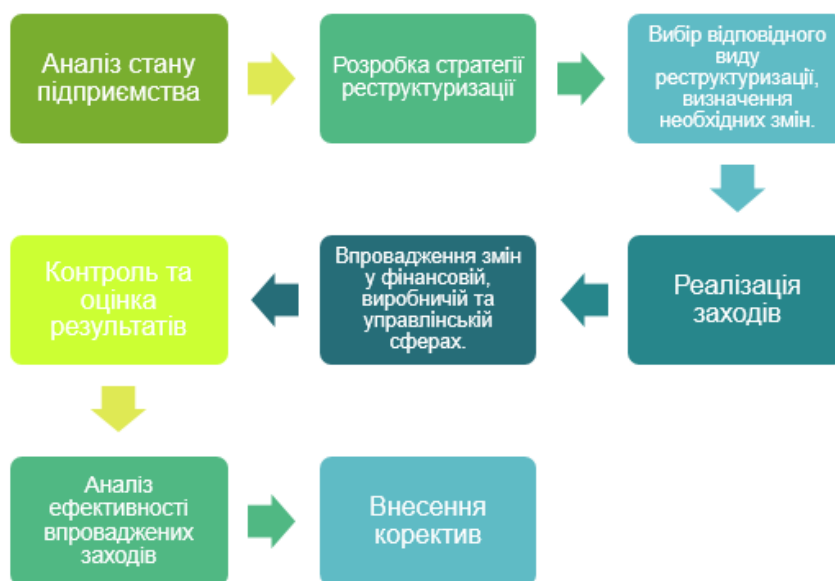 Аналіз стану
підприємства
Розробка стратегії
реструктуризації
Вибір відповідного
виду
реструктуризації,
визначення
необхідних змін.
Реалізація
заходів
Впровадження змін
у фінансовій,
виробничій та
управлінській
сферах.
Контроль та
оцінка
результатів
Аналіз
ефективності
впроваджених
заходів
Внесення
коректив